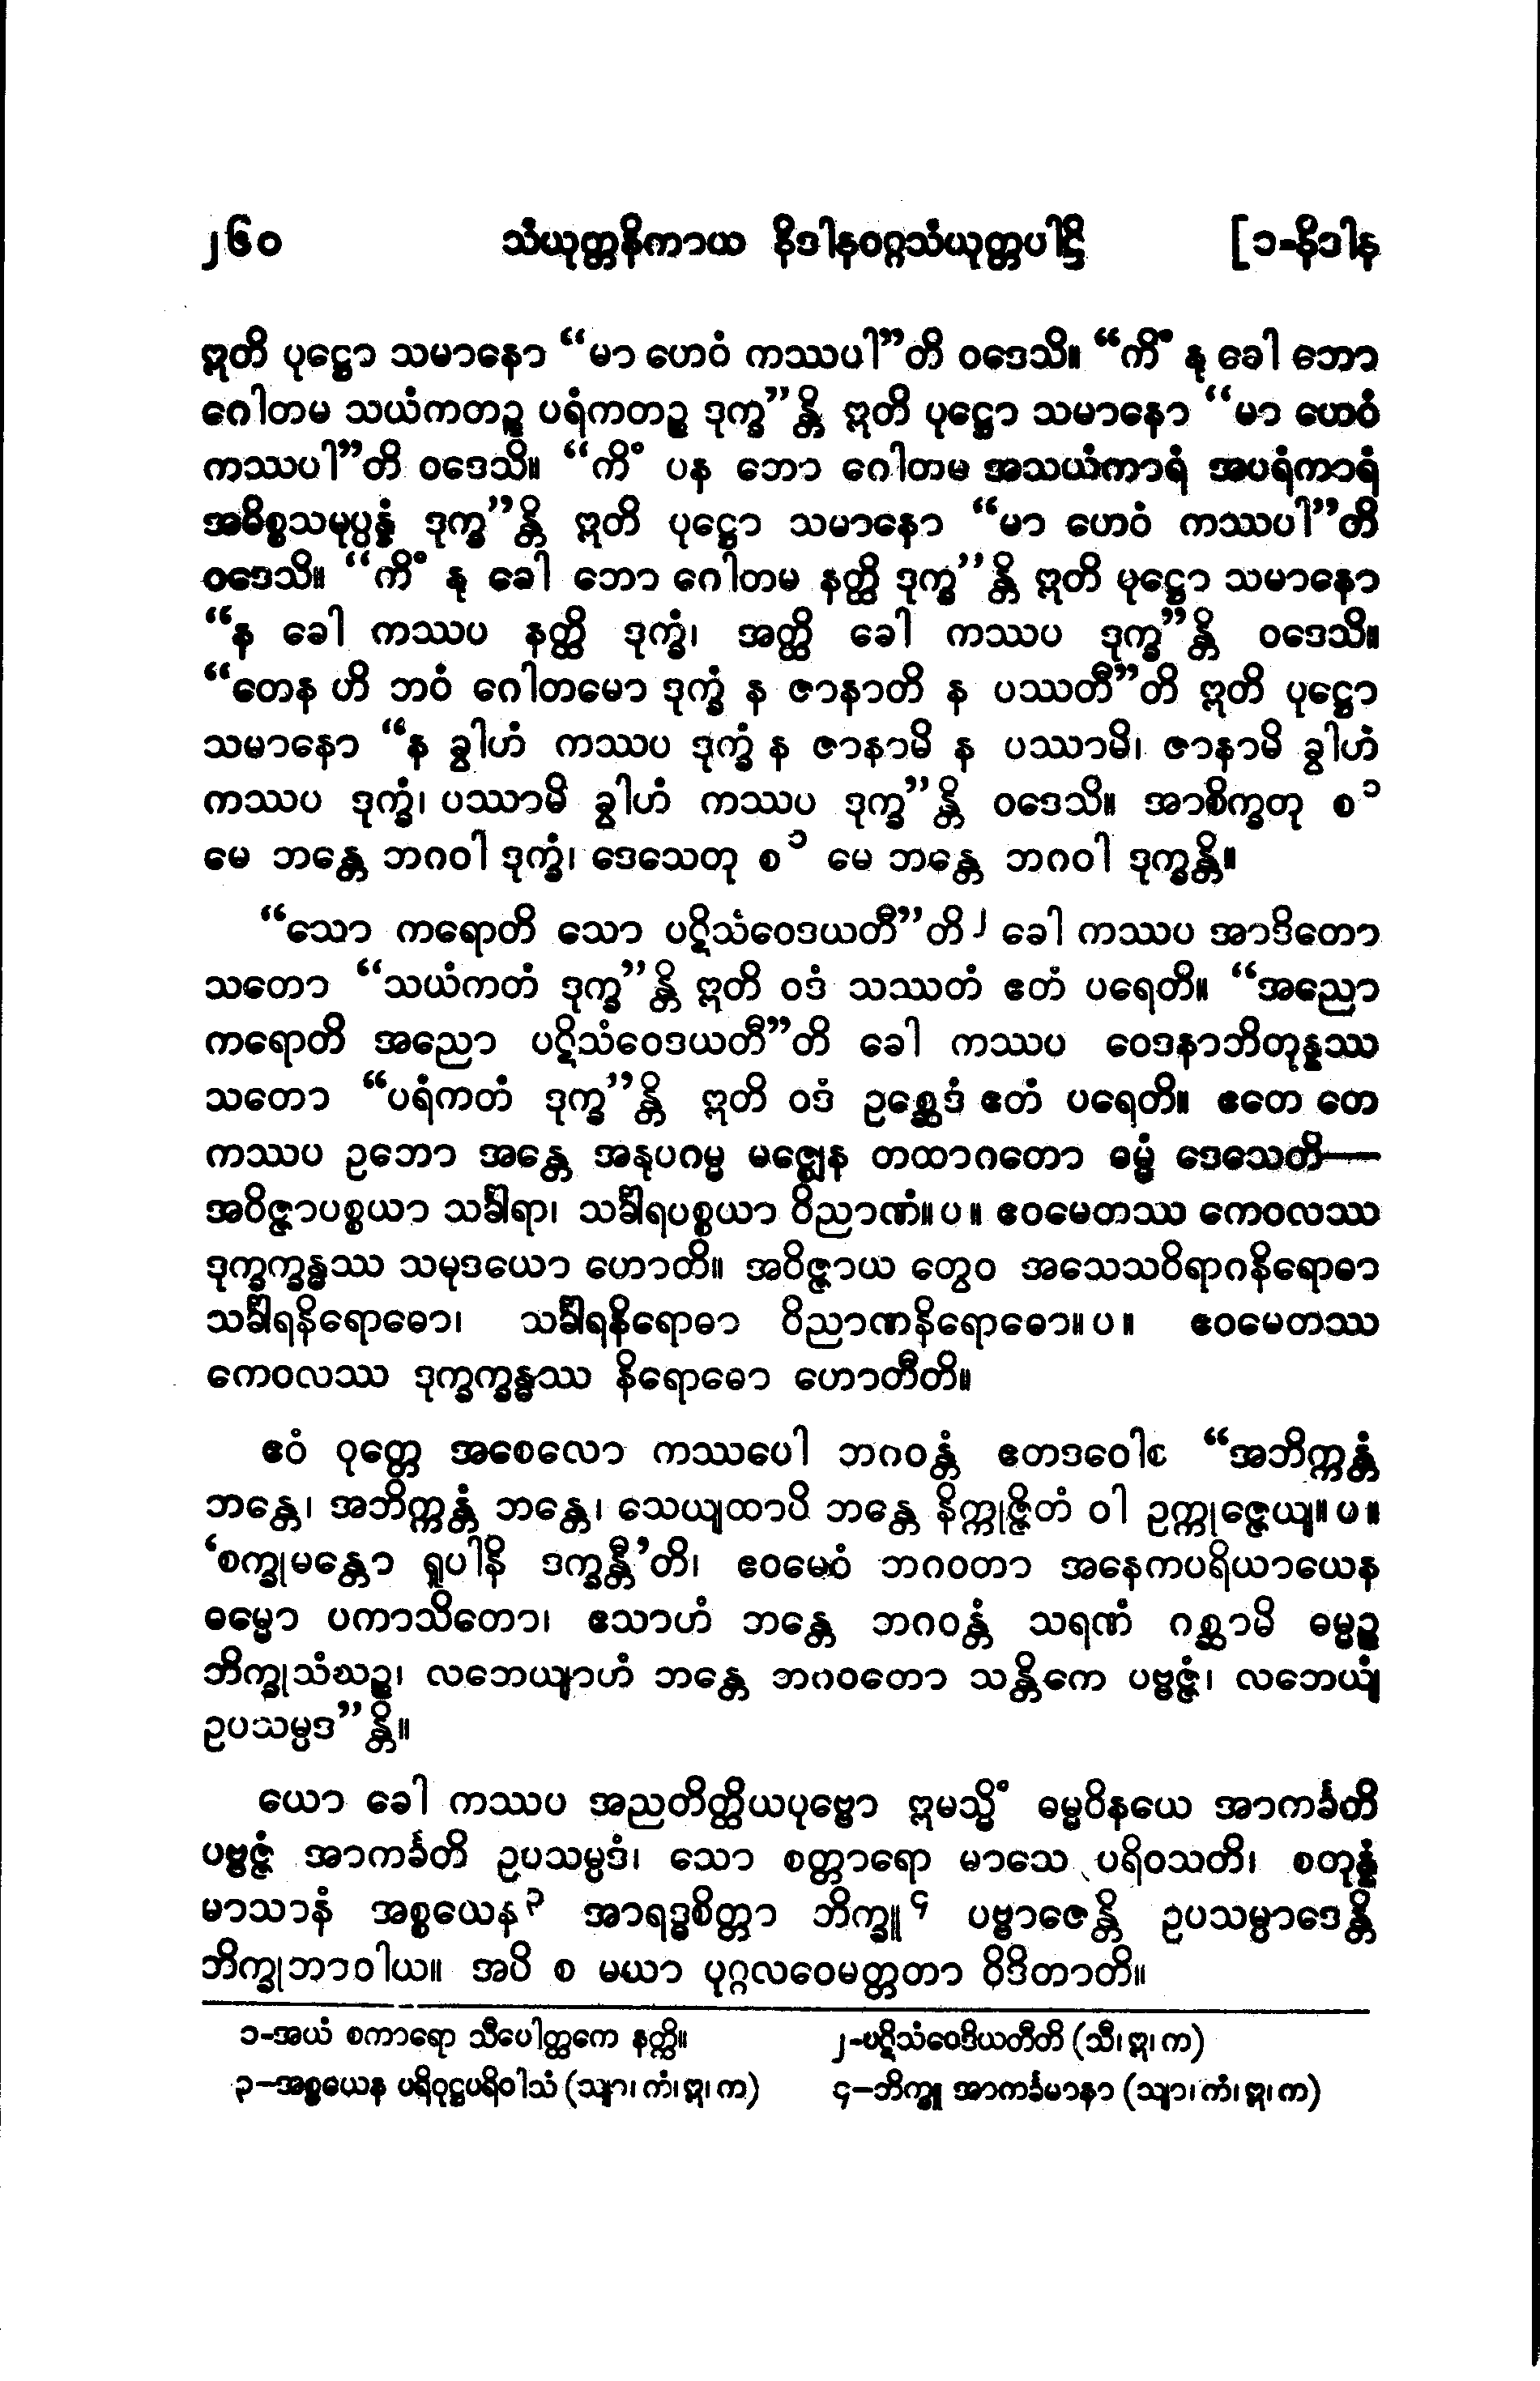 ၂၆၀ သံယုတ္တနိကာယ နိဒါနဝဂ္ဂသံယုတ္တပါဠိ [၁-နိဒါန
ဣတိ ပုဋ္ဌော သမာနော “မာ ဟေဝံ ကဿပါ”တိ ဝဒေသိ။ “ကိံ နု ခေါ ဘော
ဂေါတမ သယံကတဉ္စ ပရံကတဉ္စ ဒုက္ခ”န္တိ ဣတိ ပုဋ္ဌော သမာနော “မာ ဟေဝံ
ကဿပါ”တိ ဝဒေသိ။ “ကိံ ပန ဘော ဂေါတမ အသယံကာရံ အပရံကာရံ
အဓိစ္စသမုပ္ပန္နံ ဒုက္ခ”န္တိ ဣတိ ပုဋ္ဌော သမာနော “မာ ဟေဝံ ကဿပါ”တိ
ဝဒေသိ။ “ကိံ နု ခေါ ဘော ဂေါတမ နတ္ထိ ဒုက္ခ”န္တိ ဣတိ မုဋ္ဌော သမာနော
“န ခေါ ကဿပ နတ္ထိ ဒုက္ခံ၊ အတ္ထိ ခေါ ကဿပ ဒုက္ခ”န္တိ ဝဒေသိ။
“တေန ဟိ ဘဝံ ဂေါတမော ဒုက္ခံ န ဇာနာတိ န ပဿတီ”တိ ဣတိ ပုဋ္ဌော
သမာနော “န ခွါဟံ ကဿပ ဒုက္ခံ န ဇာနာမိ န ပဿာမိ၊ ဇာနာမိ ခွါဟံ
ကဿပ ဒုက္ခံ၊ ပဿာမိ ခွါဟံ ကဿပ ဒုက္ခ”န္တိ ဝဒေသိ။ အာစိက္ခတု စ၁
မေ ဘန္တေ ဘဂဝါ ဒုက္ခံ၊ ဒေသေတု စ၁ မေ ဘန္တေ ဘဂဝါ ဒုက္ခန္တိ။
“သော ကရောတိ သော ပဋိသံဝေဒယတီ”တိ၂ ခေါ ကဿပ အာဒိတော
သတော “သယံကတံ ဒုက္ခ”န္တိ ဣတိ ဝဒံ သဿတံ ဧတံ ပရေတိ။ “အညော
ကရောတိ အညော ပဋိသံဝေဒယတီ”တိ ခေါ ကဿပ ဝေဒနာဘိတုန္နဿ
သတော “ပရံကတံ ဒုက္ခ”န္တိ ဣတိ ဝဒံ ဥစ္ဆေဒံ ဧတံ ပရေတိ။ ဧတေ တေ
ကဿပ ဥဘော အန္တေ အနုပဂမ္မ မဇ္ဈေန တထာဂတော ဓမ္မံ ဒေသေတိ—
အဝိဇ္ဇာပစ္စယာ သင်္ခါရာ၊ သင်္ခါရပစ္စယာ ဝိညာဏံ။ပ။ ဧဝမေတဿ ကေဝလဿ
ဒုက္ခက္ခန္ဓဿ သမုဒယော ဟောတိ။ အဝိဇ္ဇာယ တွေဝ အသေသဝိရာဂနိရောဓာ
သင်္ခါရနိရောဓော၊ သင်္ခါရနိရောဓာ ဝိညာဏနိရောဓော။ပ။ ဧဝမေတဿ
ကေဝလဿ ဒုက္ခက္ခန္ဓဿ နိရောဓော ဟောတီတိ။
ဧဝံ ဝုတ္တေ အစေလော ကဿပေါ ဘဂဝန္တံ ဧတဒဝေါစ “အဘိက္ကန္တံ
ဘန္တေ၊ အဘိက္ကန္တံ ဘန္တေ၊ သေယျထာပိ ဘန္တေ နိက္ကုဇ္ဇိတံ ဝါ ဥက္ကုဇ္ဇေယျ။ပ။
‘စက္ခုမန္တော ရူပါနိ ဒက္ခန္တီ’တိ၊ ဧဝမေဝံ ဘဂဝတာ အနေကပရိယာယေန
ဓမ္မော ပကာသိတော၊ ဧသာဟံ ဘန္တေ ဘဂဝန္တံ သရဏံ ဂစ္ဆာမိ ဓမ္မဉ္စ
ဘိက္ခုသံဃဉ္စ၊ လဘေယျာဟံ ဘန္တေ ဘဂဝတော သန္တိကေ ပဗ္ဗဇ္ဇံ၊ လဘေယျံ
ဥပသမ္ပဒ”န္တိ။
ယော ခေါ ကဿပ အညတိတ္ထိယပုဗ္ဗော ဣမသ္မိံ ဓမ္မဝိနယေ အာကင်္ခတိ
ပဗ္ဗဇ္ဇံ အာကင်္ခတိ ဥပသမ္ပဒံ၊ သော စတ္တာရော မာသေ ပရိဝသတိ၊ စတုန္နံ
မာသာနံ အစ္စယေန၃ အာရဒ္ဓစိတ္တာ ဘိက္ခူ၄ ပဗ္ဗာဇေန္တိ ဥပသမ္ပာဒေန္တိ
ဘိက္ခုဘာဝါယ။ အပိ စ မယာ ပုဂ္ဂလဝေမတ္တတာ ဝိဒိတာတိ။
၁-အယံ စကာရော သီပေါတ္ထကေ နတ္ထိ။ ၂-ပဋိသံဝေဒိယတီတိ (သီ၊ ဣ၊ က)
၃-အစ္စယေန ပရိဝုဋ္ဌပရိဝါသံ (သျာ၊ ကံ၊ ဣ၊ က) ၄-ဘိက္ခူ အာကင်္ခမာနာ (သျာ၊ ကံ၊ ဣ၊ က)